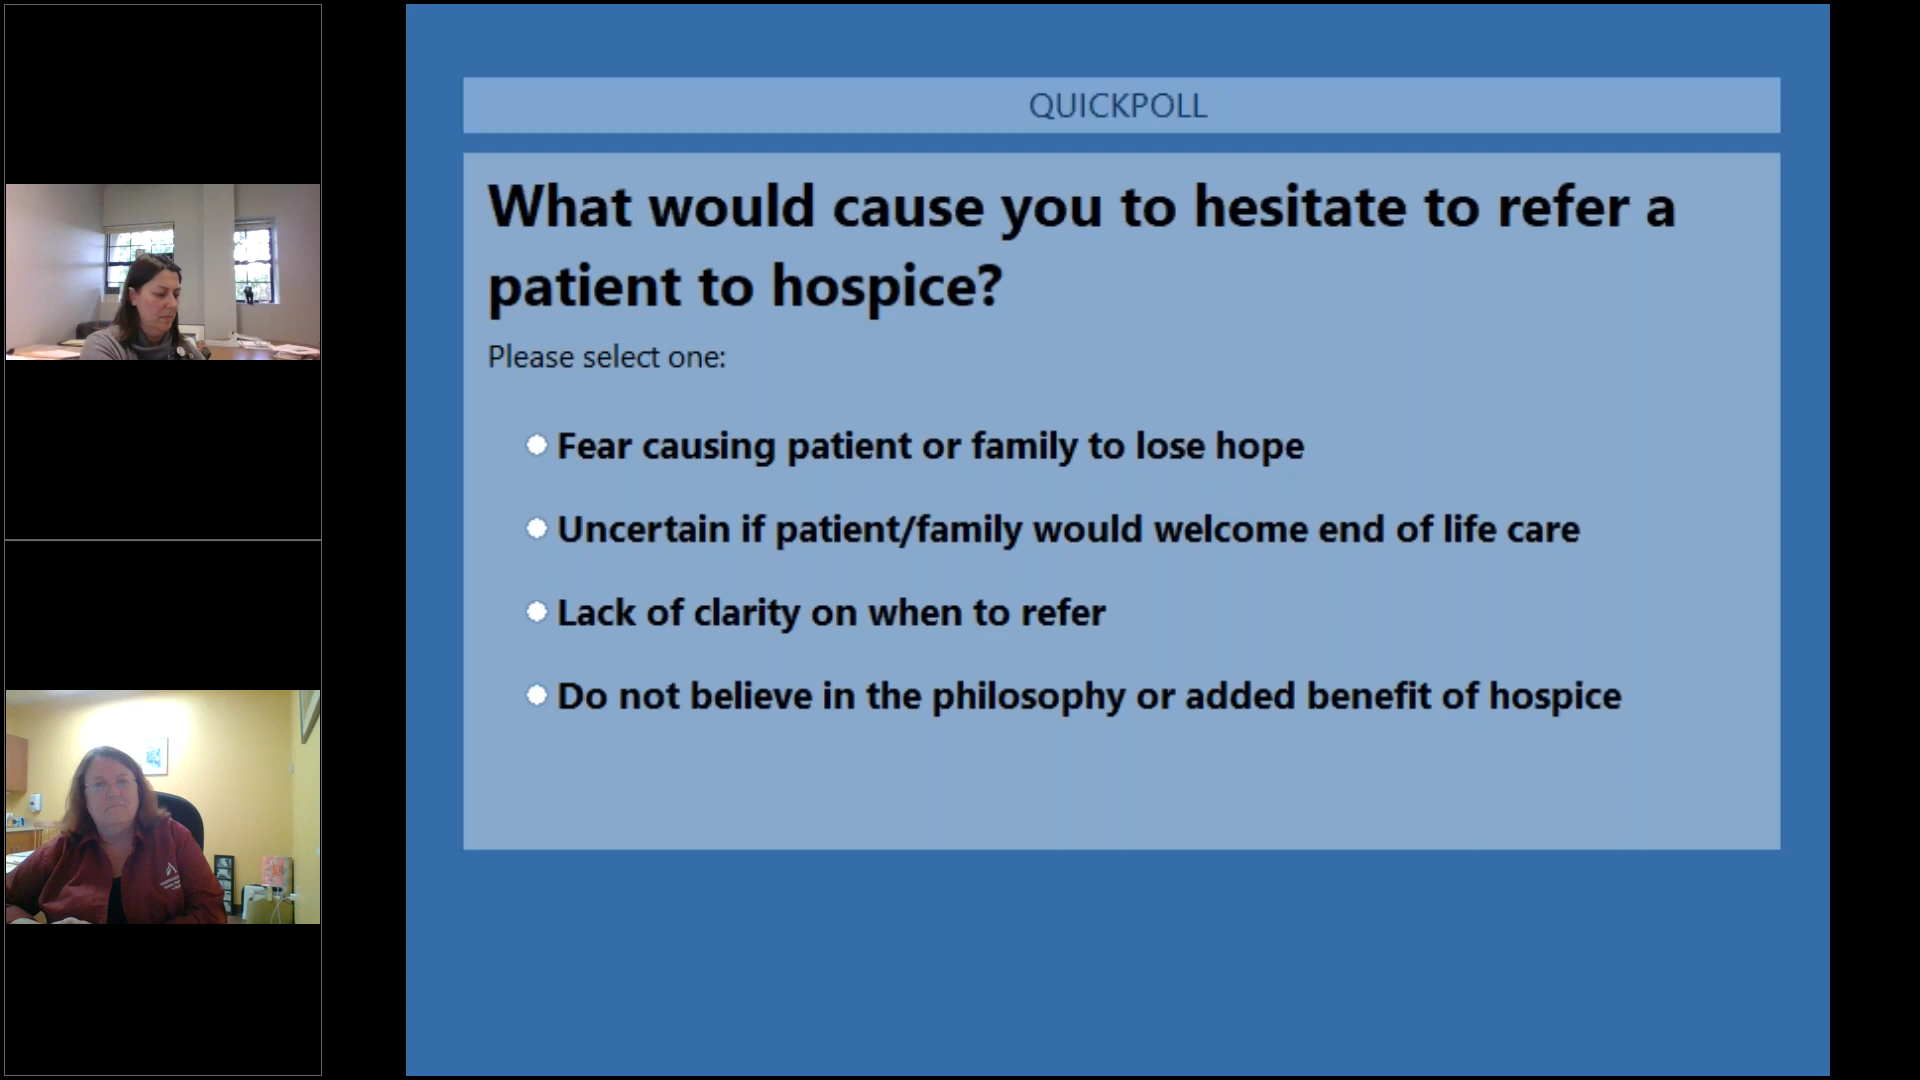 QUICKPOLL
What would cause you to hesitate to refer a
patient to hospice?
Please select one:
Fear causing patient or family to lose hope
Uncertain if patient/family would welcome end of life care
Lack of clarity on when to refer
Do not believe in the philosophy or added benefit of hospice